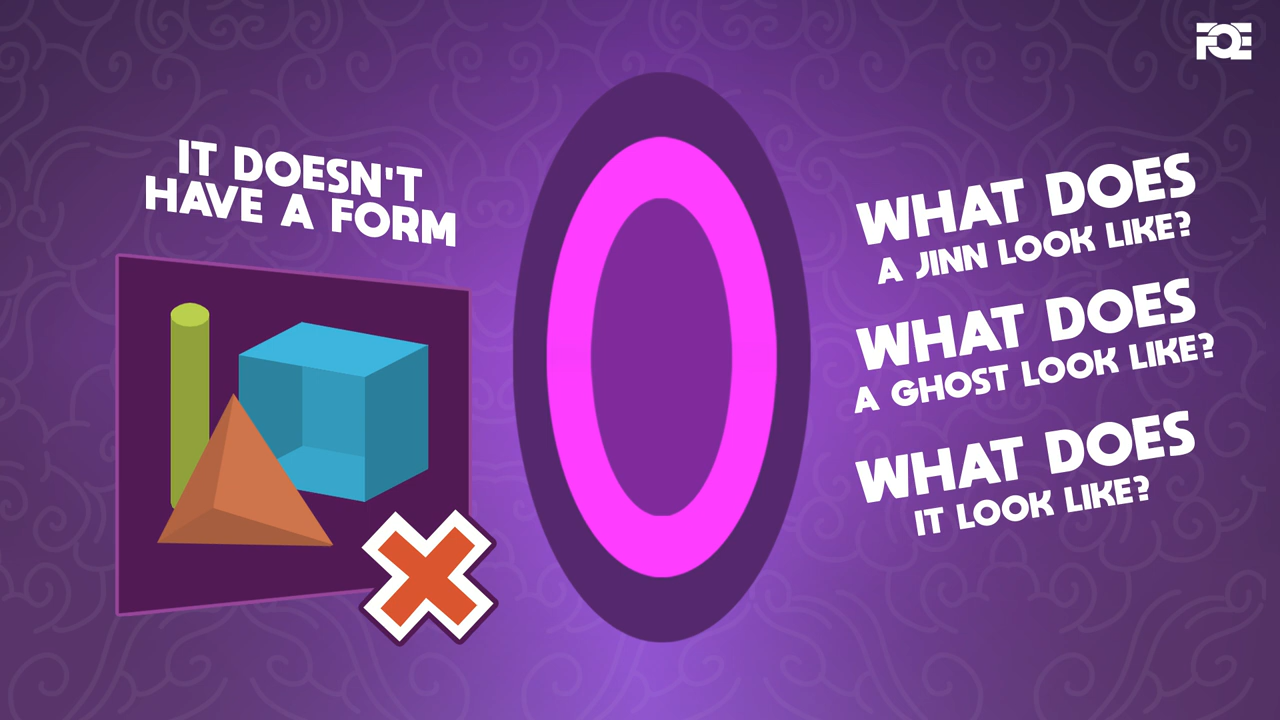 FQE
IT DOESN'T
HAVE A FORM
WHAT DOES
A JINN LOOK LIKE?
WHAT DOES
A GHOST LOOK LIKE?
WHAT DOES
IT LOOK LIKE?